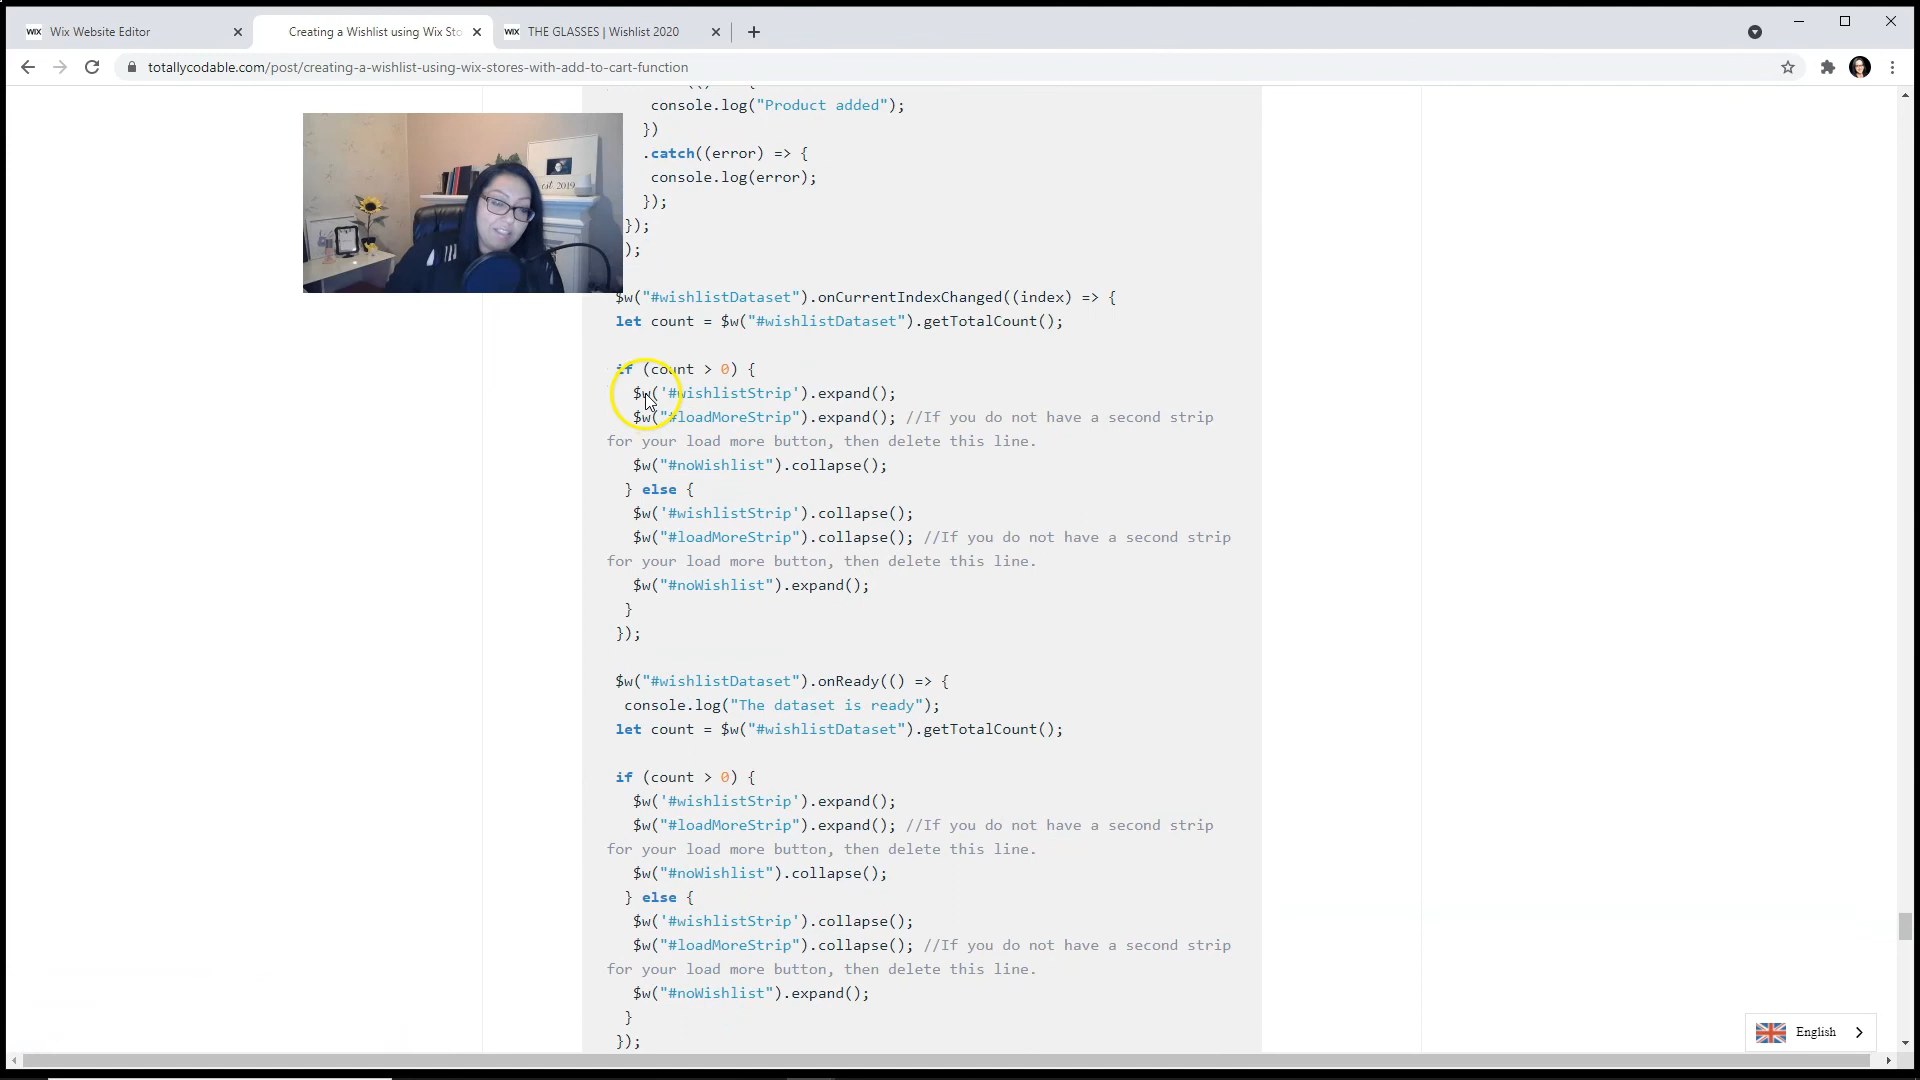 WIX Wix Website Editor
Creating a Wishlist using Wix Sto
WIX THE GLASSES | Wishlist 2020
totallycodable.com/post/creating-a-wishlist-using-wix-stores-with-add-to-cart-function
console.log("Product added");
})
.catch((error) => {
console.log(error);
});
});
);
est. 2019
$w("#wishlistDataset").onCurrentIndexChanged((index) => {
let count = $w("#wishlistDataset").getTotalCount();
if (count > 0) {
$w('#wishlistStrip').expand();
$w("#loadMoreStrip").expand(); //If you do not have a second strip
for your load more button, then delete this line.
$w("#noWishlist").collapse();
} else {
$w('#wishlistStrip').collapse();
$w("#loadMoreStrip").collapse(); //If you do not have a second strip
for your load more button, then delete this line.
$w("#noWishlist").expand();
}
});
$w("#wishlistDataset").onReady(() => {
console.log("The dataset is ready");
let count = $w("#wishlistDataset").getTotalCount();
if (count > 0) {
$w('#wishlistStrip').expand();
$w("#loadMoreStrip").expand(); //If you do not have a second strip
for your load more button, then delete this line.
$w("#noWishlist").collapse();
} else {
$w('#wishlistStrip').collapse();
$w("#loadMoreStrip").collapse(); //If you do not have a second strip
for your load more button, then delete this line.
$w("#noWishlist").expand();
}
});
English